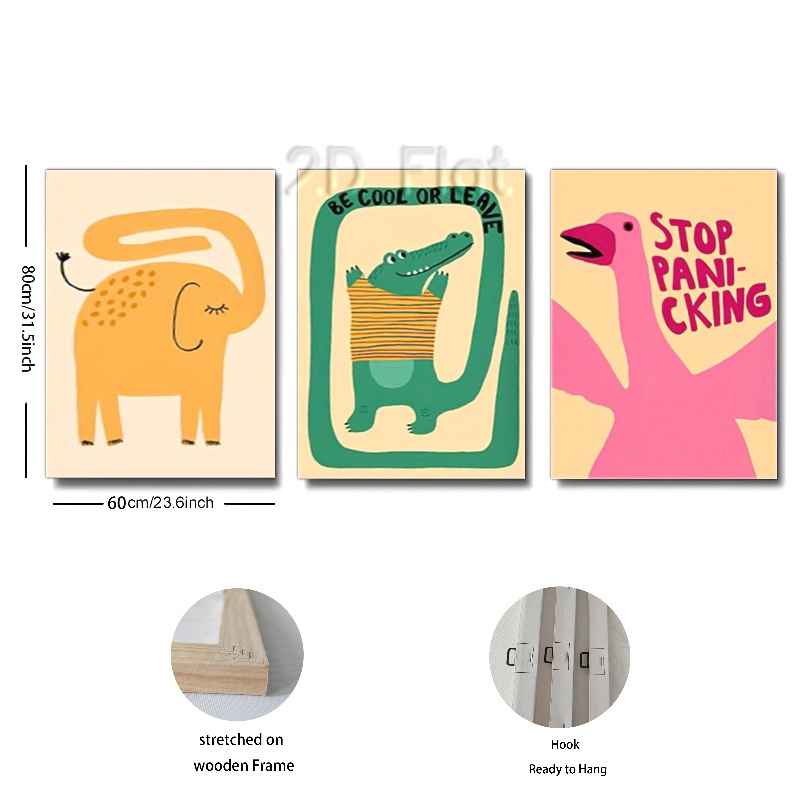 2D Flat
BE COOL OR LEAVE
STOP
PANI-
CKING
80cm/31.5inch
60cm/23.6inch
stretched on
wooden Frame
Hook
Ready to Hang